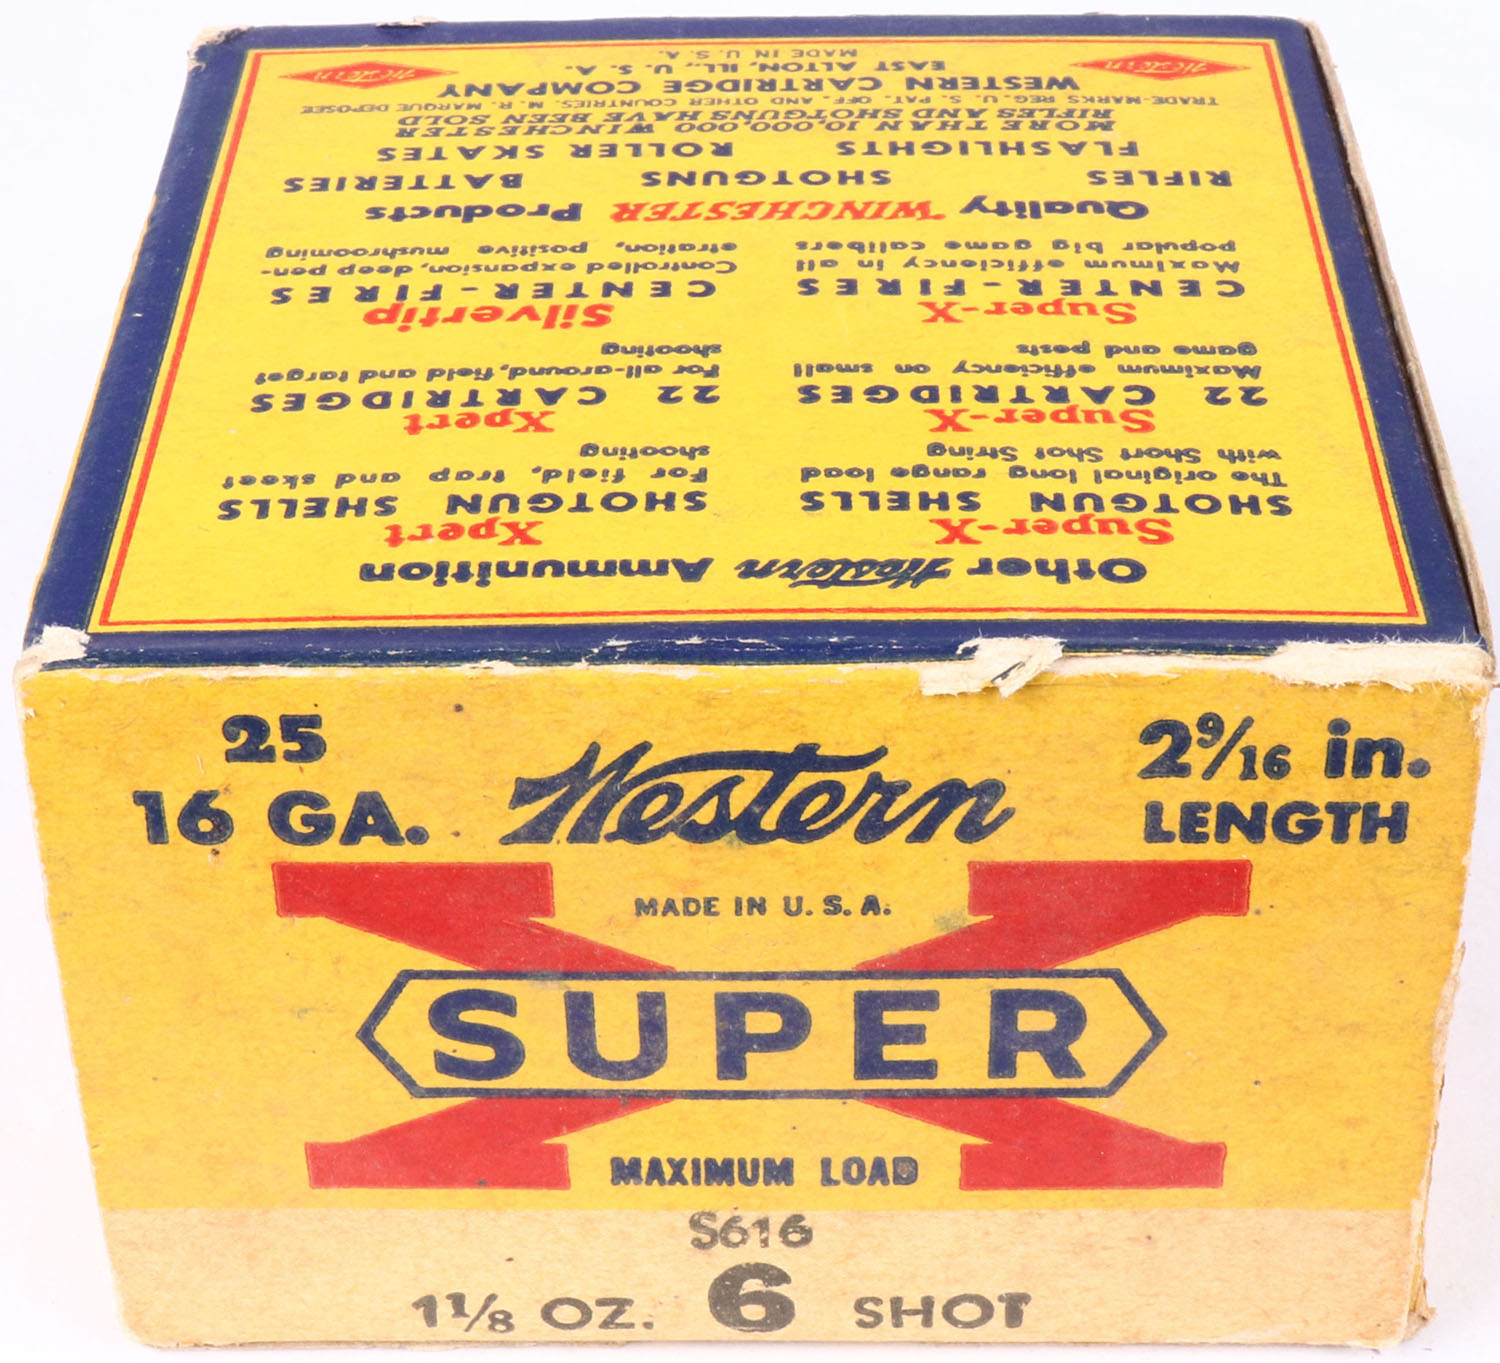 Other Western Ammunition
Super-X
SHOTGUN SHELLS
The original long range load
with Short Shot String
Xpert
SHOTGUN SHELLS
For field, trap and skeet
shooting
Super-X
22 CARTRIDGES
Maximum efficiency on small
game and pests
Xpert
22 CARTRIDGES
For all-around, field and target
shooting
Super-X
CENTER-FIRES
Maximum efficiency in all
popular big game calibers
Silvertip
CENTER-FIRES
Controlled expansion, deep pen-
etration, positive mushrooming
Quality WINCHESTER Products
RIFLES SHOTGUNS BATTERIES
FLASHLIGHTS ROLLER SKATES
MORE THAN 10,000,000 WINCHESTER
RIFLES AND SHOTGUNS HAVE BEEN SOLD
TRADE-MARKS REG. U. S. PAT. OFF. AND OTHER COUNTRIES. M. R. MARQUE DEPOSEE
WESTERN CARTRIDGE COMPANY
EAST ALTON, ILL., U. S. A.
MADE IN U. S. A.
Western
Western
25
16 GA.
Western
2 9/16 in.
LENGTH
MADE IN U. S. A.
X
SUPER
MAXIMUM LOAD
S616
1 1/8 OZ. 6 SHOT